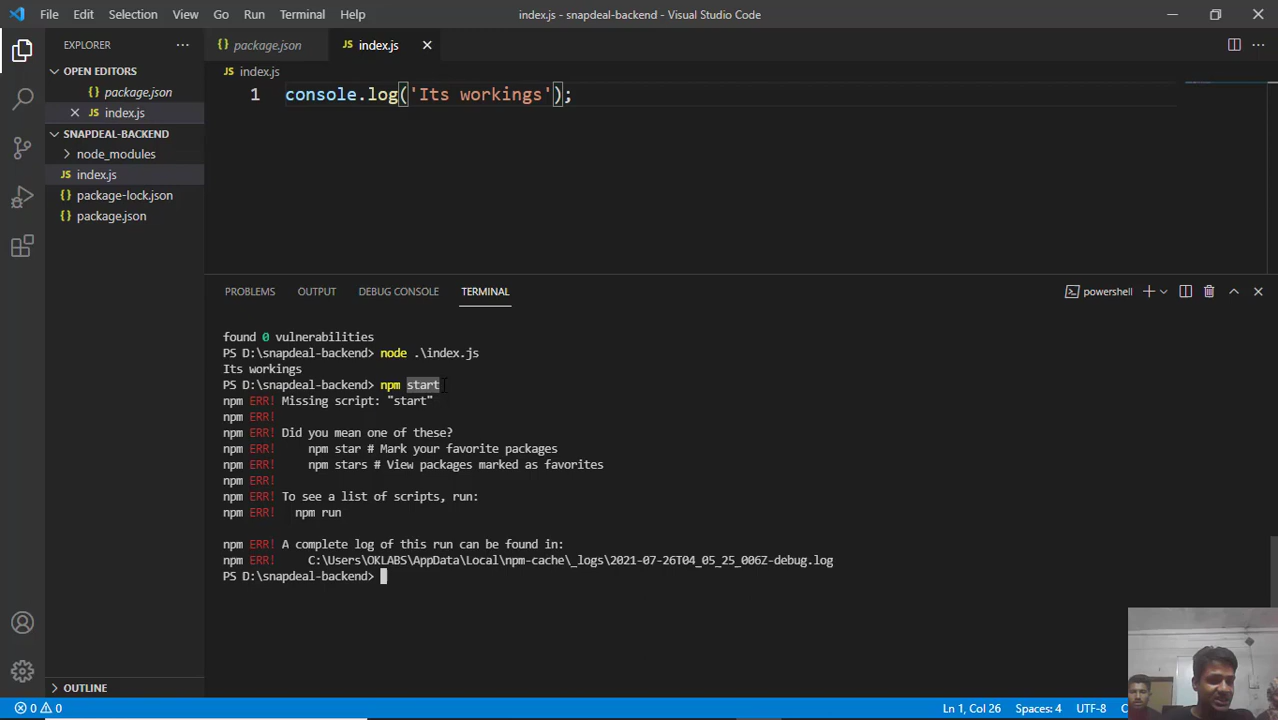 File Edit Selection View Go Run Terminal Help
index.js - snapdeal-backend - Visual Studio Code
EXPLORER
OPEN EDITORS
package.json
index.js
SNAPDEAL-BACKEND
node_modules
index.js
package-lock.json
package.json
OUTLINE
package.json index.js
index.js
1 console.log('Its workings');
PROBLEMS OUTPUT DEBUG CONSOLE TERMINAL powershell
found 0 vulnerabilities
PS D:\snapdeal-backend> node .\index.js
Its workings
PS D:\snapdeal-backend> npm start
npm ERR! Missing script: "start"
npm ERR!
npm ERR! Did you mean one of these?
npm ERR! npm star # Mark your favorite packages
npm ERR! npm stars # View packages marked as favorites
npm ERR!
npm ERR! To see a list of scripts, run:
npm ERR! npm run
npm ERR! A complete log of this run can be found in:
npm ERR! C:\Users\OKLABS\AppData\Local\npm-cache\_logs\2021-07-26T04_05_25_006Z-debug.log
PS D:\snapdeal-backend>
0 0 Ln 1, Col 26 Spaces: 4 UTF-8